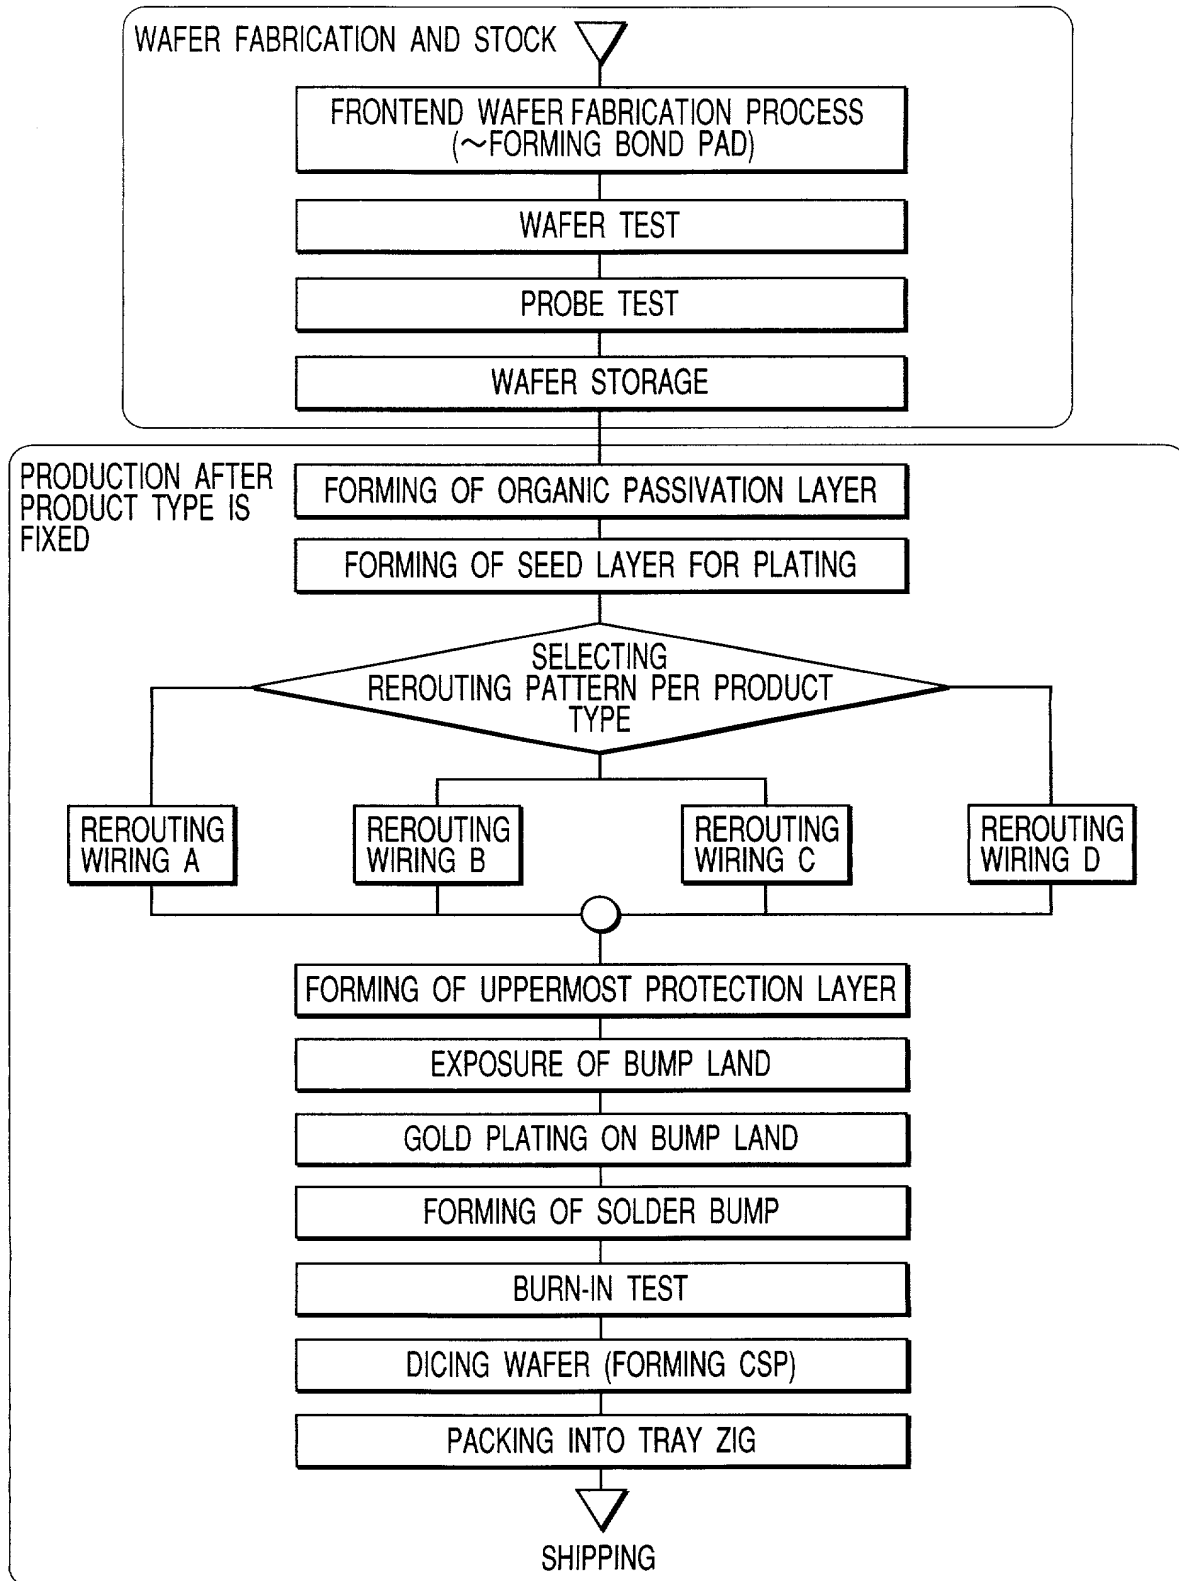 WAFER FABRICATION AND STOCK
FRONTEND WAFER FABRICATION PROCESS
(~FORMING BOND PAD)
WAFER TEST
PROBE TEST
WAFER STORAGE
PRODUCTION AFTER
PRODUCT TYPE IS
FIXED
FORMING OF ORGANIC PASSIVATION LAYER
FORMING OF SEED LAYER FOR PLATING
SELECTING
REROUTING PATTERN PER PRODUCT
TYPE
REROUTING
WIRING A
REROUTING
WIRING B
REROUTING
WIRING C
REROUTING
WIRING D
FORMING OF UPPERMOST PROTECTION LAYER
EXPOSURE OF BUMP LAND
GOLD PLATING ON BUMP LAND
FORMING OF SOLDER BUMP
BURN-IN TEST
DICING WAFER (FORMING CSP)
PACKING INTO TRAY ZIG
SHIPPING